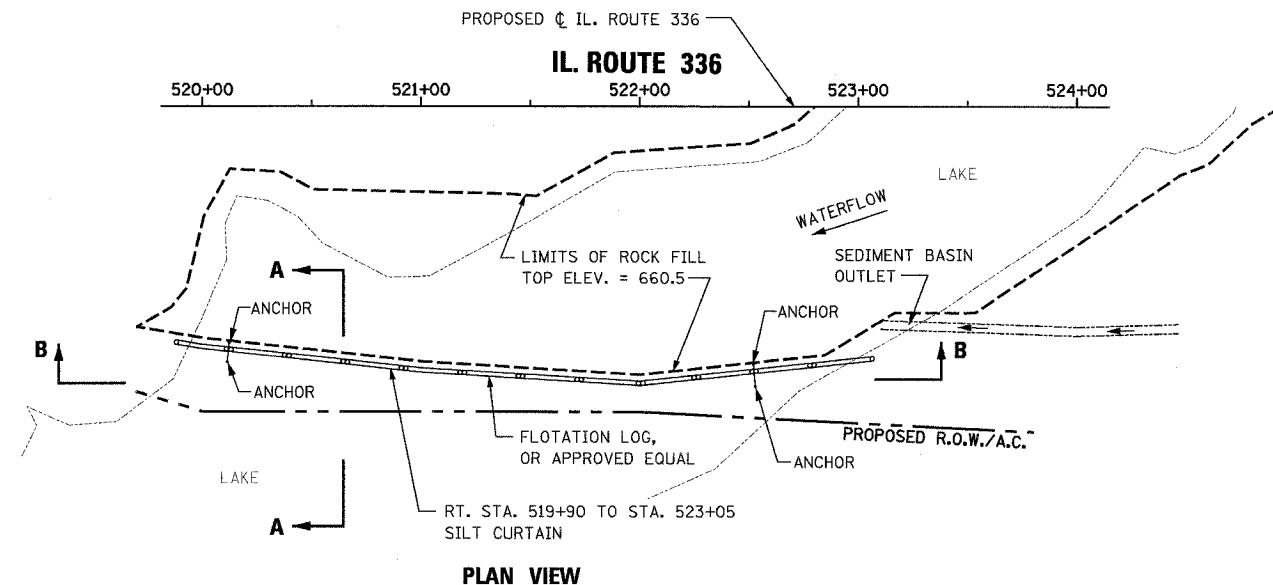 PROPOSED ℄ IL. ROUTE 336
IL. ROUTE 336
520+00 521+00 522+00 523+00 524+00
LAKE
WATERFLOW
LIMITS OF ROCK FILL
TOP ELEV. = 660.5
SEDIMENT BASIN
OUTLET
A
ANCHOR
ANCHOR
B
B
ANCHOR
FLOTATION LOG,
OR APPROVED EQUAL
PROPOSED R.O.W./A.C.
ANCHOR
LAKE
A
RT. STA. 519+90 TO STA. 523+05
SILT CURTAIN
PLAN VIEW